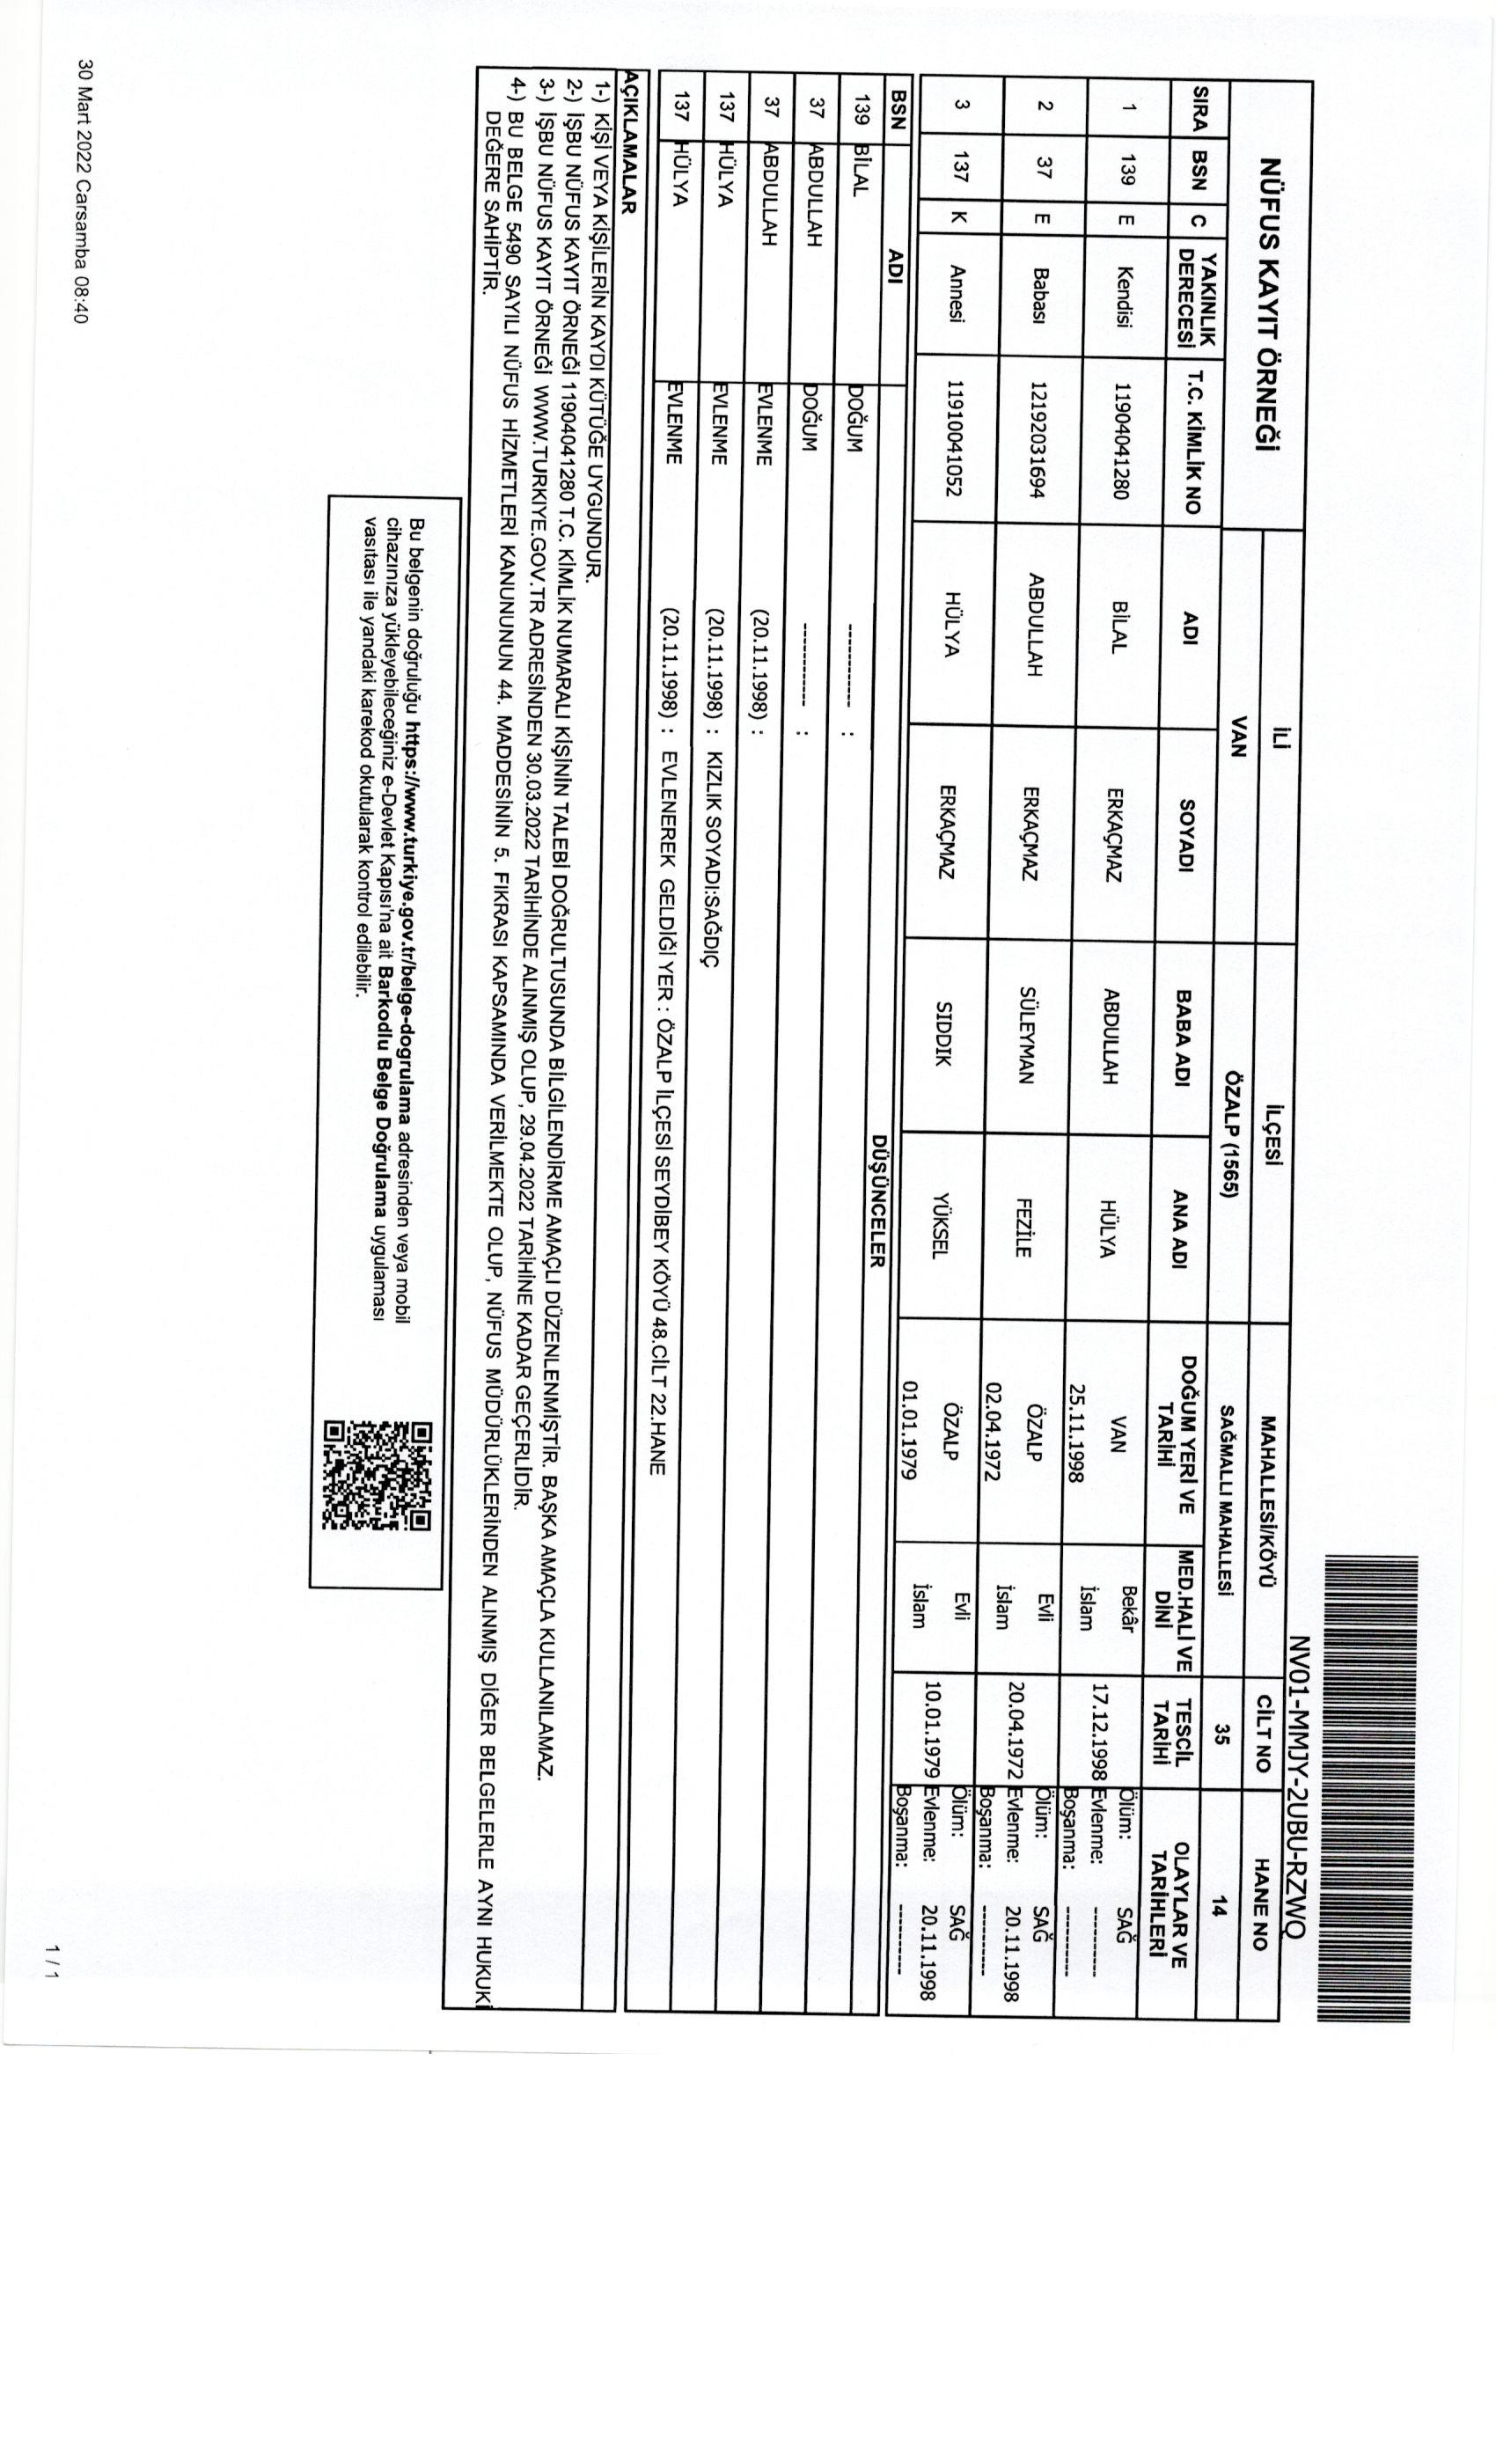 NV01-MMJY-2UBU-RZWQ
NÜFUS KAYIT ÖRNEĞİ
İLİ İLÇESİ MAHALLESİ/KÖYÜ CİLT NO HANE NO
VAN ÖZALP (1565) SAĞMALLI MAHALLESİ 35 14
SIRA BSN C YAKINLIK DERECESİ T.C. KİMLİK NO ADI SOYADI BABA ADI ANA ADI DOĞUM YERİ VE TARİHİ MED.HALİ VE DİNİ TESCİL TARİHİ OLAYLAR VE TARİHLERİ
1 139 E Kendisi 11904041280 BİLAL ERKAÇMAZ ABDULLAH HÜLYA VAN 25.11.1998 Bekâr İslam 17.12.1998 Ölüm: SAĞ Evlenme: ---------- Boşanma: ----------
2 37 E Babası 12192031694 ABDULLAH ERKAÇMAZ SÜLEYMAN FEZİLE ÖZALP 02.04.1972 Evli İslam 20.04.1972 Ölüm: SAĞ Evlenme: 20.11.1998 Boşanma: ----------
3 137 K Annesi 11910041052 HÜLYA ERKAÇMAZ SIDDIK YÜKSEL ÖZALP 01.01.1979 Evli İslam 10.01.1979 Ölüm: SAĞ Evlenme: 20.11.1998 Boşanma: ----------
BSN ADI DÜŞÜNCELER
139 BİLAL DOĞUM ------------ :
37 ABDULLAH DOĞUM ------------ :
37 ABDULLAH EVLENME (20.11.1998) :
137 HÜLYA EVLENME (20.11.1998) : KIZLIK SOYADI:SAĞDIÇ
137 HÜLYA EVLENME (20.11.1998) : EVLENEREK GELDİĞİ YER : ÖZALP İLÇESİ SEYDİBEY KÖYÜ 48.CİLT 22.HANE
AÇIKLAMALAR
1-) KİŞİ VEYA KİŞİLERİN KAYDI KÜTÜĞE UYGUNDUR.
2-) İŞBU NÜFUS KAYIT ÖRNEĞİ 11904041280 T.C. KİMLİK NUMARALI KİŞİNİN TALEBİ DOĞRULTUSUNDA BİLGİLENDİRME AMAÇLI DÜZENLENMİŞTİR. BAŞKA AMAÇLA KULLANILAMAZ.
3-) İŞBU NÜFUS KAYIT ÖRNEĞİ WWW.TURKIYE.GOV.TR ADRESİNDEN 30.03.2022 TARİHİNDE ALINMIŞ OLUP, 29.04.2022 TARİHİNE KADAR GEÇERLİDİR.
4-) BU BELGE 5490 SAYILI NÜFUS HİZMETLERİ KANUNUNUN 44. MADDESİNİN 5. FIKRASI KAPSAMINDA VERİLMEKTE OLUP, NÜFUS MÜDÜRLÜKLERİNDEN ALINMIŞ DİĞER BELGELERLE AYNI HUKUKİ
DEĞERE SAHİPTİR.
Bu belgenin doğruluğu https://www.turkiye.gov.tr/belge-dogrulama adresinden veya mobil
cihazınıza yükleyebileceğiniz e-Devlet Kapısı'na ait Barkodlu Belge Doğrulama uygulaması
vasıtası ile yandaki karekod okutularak kontrol edilebilir.
30 Mart 2022 Carsamba 08:40
1 / 1